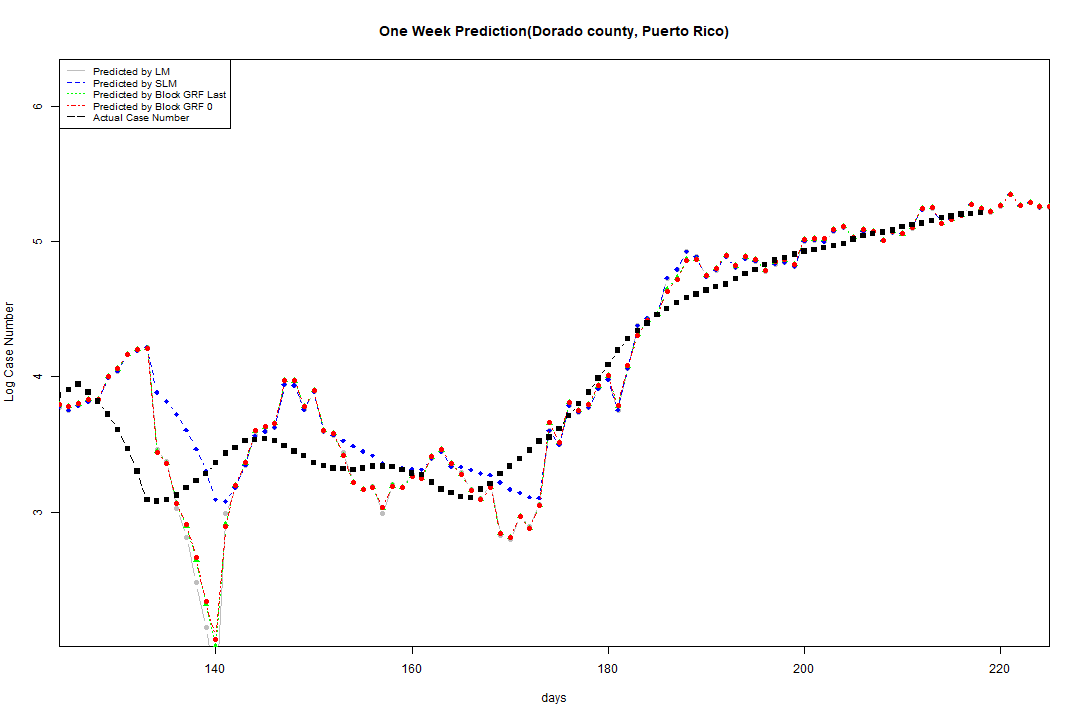 One Week Prediction(Dorado county, Puerto Rico)
Predicted by LM
Predicted by SLM
Predicted by Block GRF Last
Predicted by Block GRF 0
Actual Case Number
6
5
4
3
Log Case Number
140 160 180 200 220
days